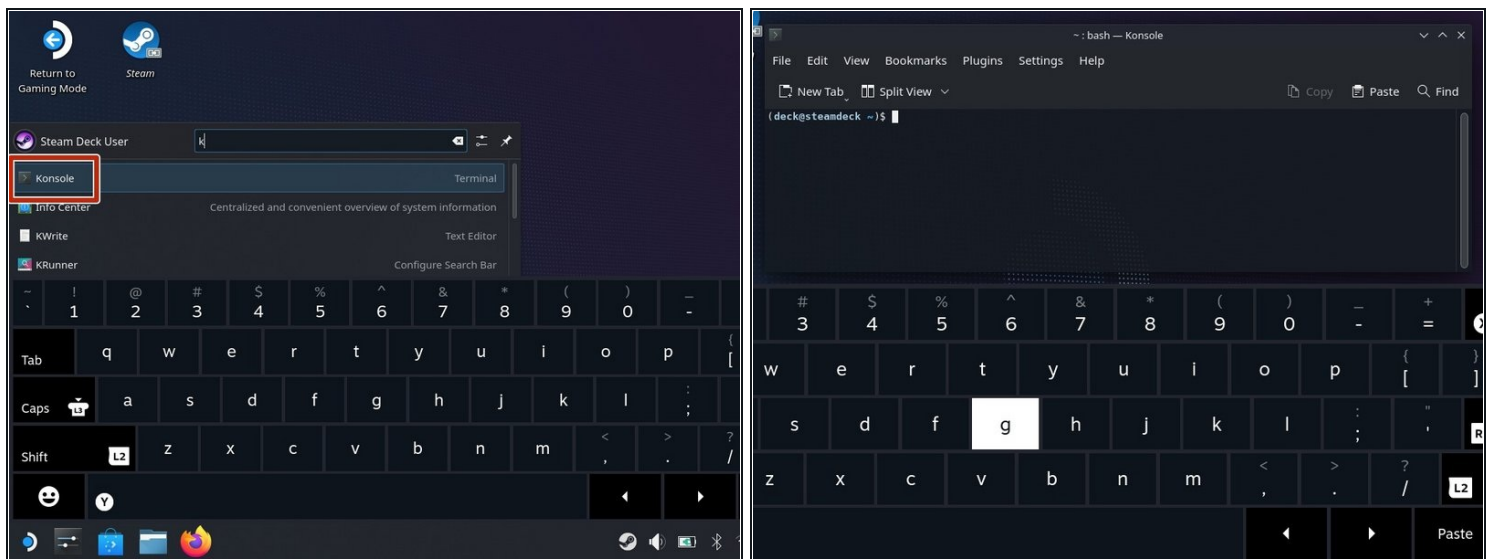 Return to
Gaming Mode
Steam
Steam Deck User
k
Konsole
Terminal
Info Center
Centralized and convenient overview of system information
KWrite
Text Editor
KRunner
Configure Search Bar
~ ! @ # $ % ^ & * ( ) _
` 1 2 3 4 5 6 7 8 9 0 -
Tab q w e r t y u i o p { [
Caps L3 a s d f g h j k l : ;
Shift L2 z x c v b n m < , > . ? /
Y
~ : bash — Konsole
File Edit View Bookmarks Plugins Settings Help
New Tab Split View Copy Paste Find
(deck@steamdeck ~)$
# $ % ^ & * ( ) _ +
3 4 5 6 7 8 9 0 - =
w e r t y u i o p { [ } ]
s d f g h j k l : ; " ' R
z x c v b n m < , > . ? / L2
Paste